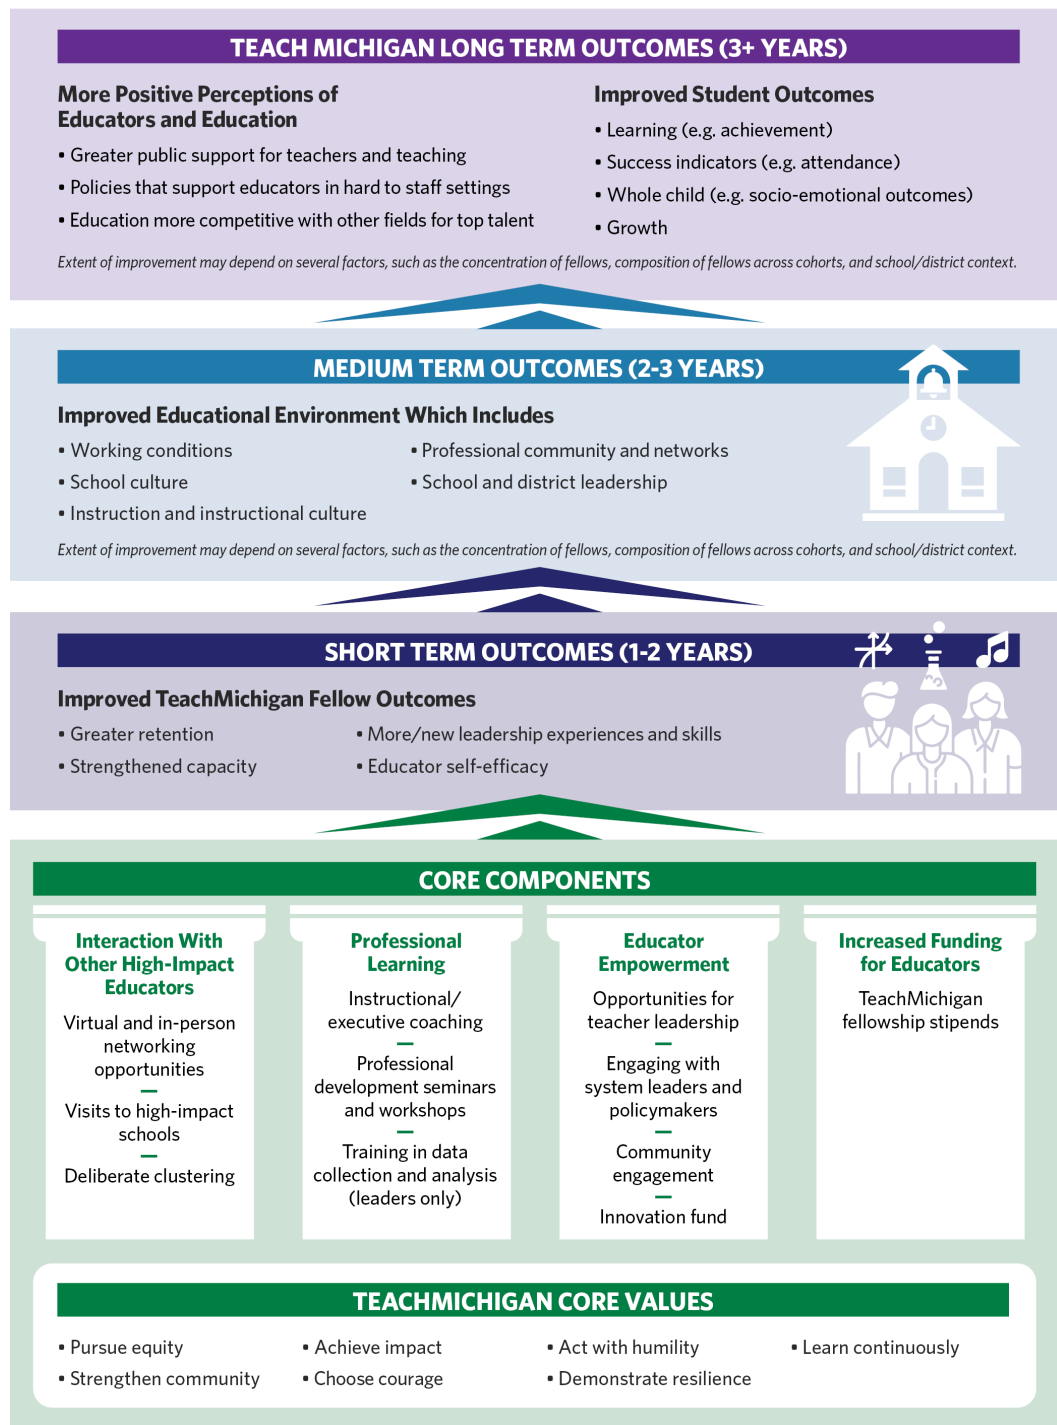 TEACH MICHIGAN LONG TERM OUTCOMES (3+ YEARS)
More Positive Perceptions of
Educators and Education
• Greater public support for teachers and teaching
• Policies that support educators in hard to staff settings
• Education more competitive with other fields for top talent
Improved Student Outcomes
• Learning (e.g. achievement)
• Success indicators (e.g. attendance)
• Whole child (e.g. socio-emotional outcomes)
• Growth
Extent of improvement may depend on several factors, such as the concentration of fellows, composition of fellows across cohorts, and school/district context.
MEDIUM TERM OUTCOMES (2-3 YEARS)
Improved Educational Environment Which Includes
• Working conditions
• School culture
• Instruction and instructional culture
• Professional community and networks
• School and district leadership
Extent of improvement may depend on several factors, such as the concentration of fellows, composition of fellows across cohorts, and school/district context.
SHORT TERM OUTCOMES (1-2 YEARS)
Improved TeachMichigan Fellow Outcomes
• Greater retention
• Strengthened capacity
• More/new leadership experiences and skills
• Educator self-efficacy
CORE COMPONENTS
Interaction With
Other High-Impact
Educators
Virtual and in-person
networking
opportunities
Visits to high-impact
schools
Deliberate clustering
Professional
Learning
Instructional/
executive coaching
Professional
development seminars
and workshops
Training in data
collection and analysis
(leaders only)
Educator
Empowerment
Opportunities for
teacher leadership
Engaging with
system leaders and
policymakers
Community
engagement
Innovation fund
Increased Funding
for Educators
TeachMichigan
fellowship stipends
TEACHMICHIGAN CORE VALUES
• Pursue equity
• Strengthen community
• Achieve impact
• Choose courage
• Act with humility
• Demonstrate resilience
• Learn continuously